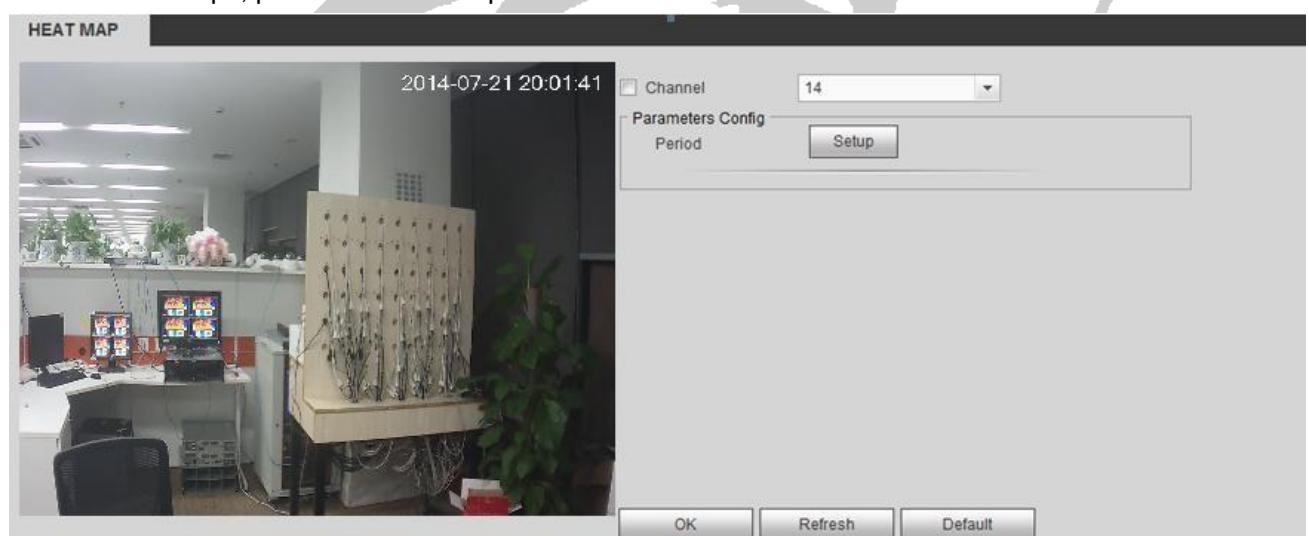 HEAT MAP
2014-07-21 20:01:41
Channel
14
Parameters Config
Period
Setup
OK
Refresh
Default